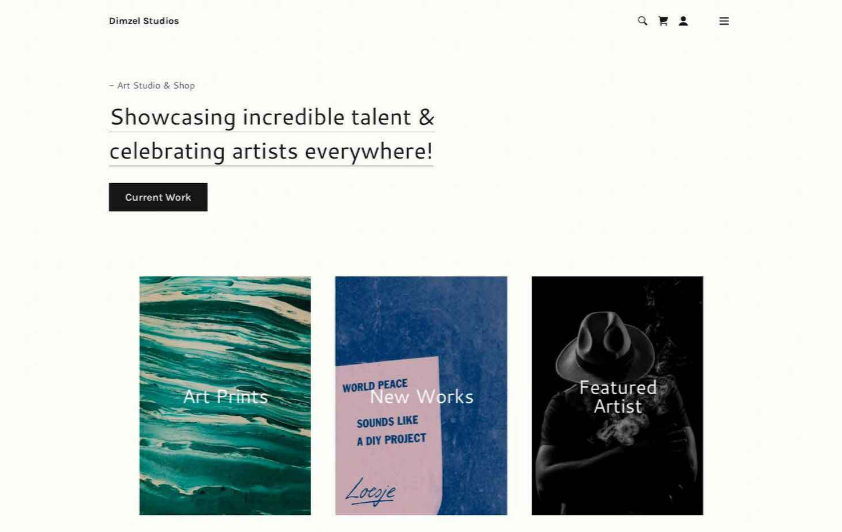 Dimzel Studios
– Art Studio & Shop
Showcasing incredible talent &
celebrating artists everywhere!
Current Work
Art Prints
New Works
WORLD PEACE
SOUNDS LIKE
A DIY PROJECT
Loesje
Featured
Artist